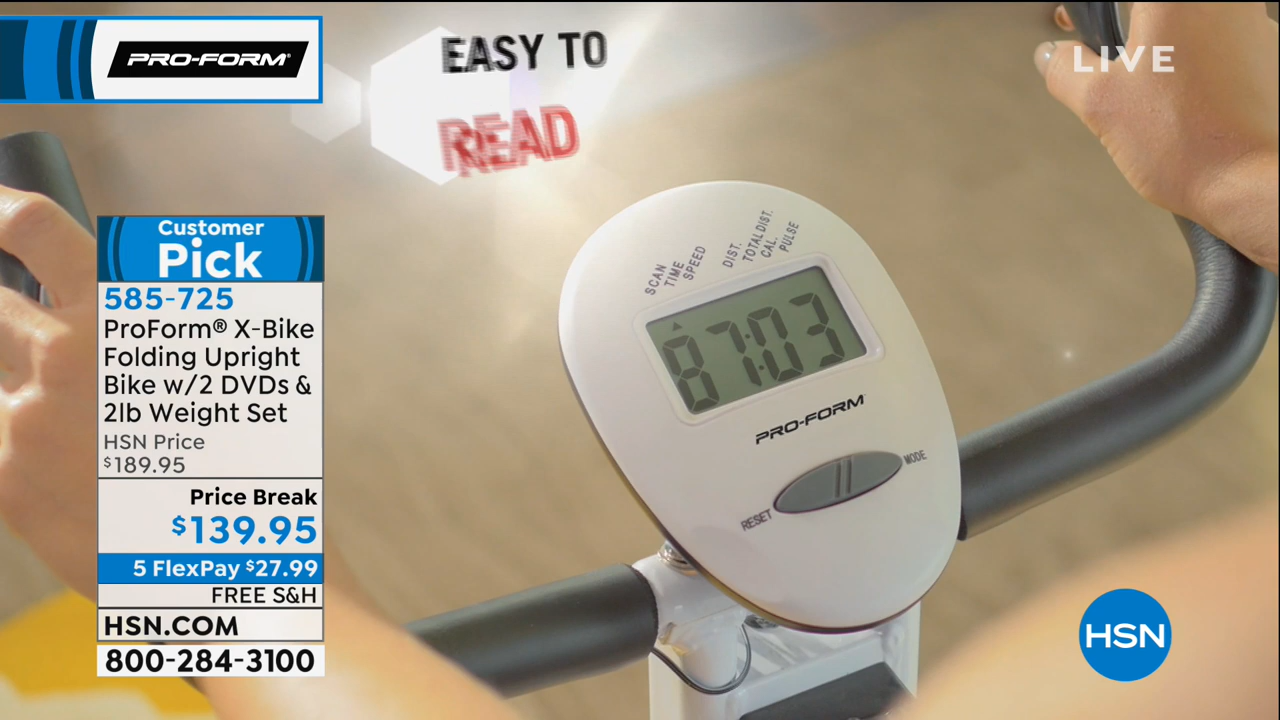 PRO-FORM®
EASY TO
READ
LIVE
Customer
Pick
585-725
ProForm® X-Bike
Folding Upright
Bike w/2 DVDs &
2lb Weight Set
HSN Price
$189.95
Price Break
$139.95
5 FlexPay $27.99
FREE S&H
HSN.COM
800-284-3100
SCAN
TIME
SPEED
DIST.
TOTAL DIST.
CAL.
PULSE
87:03
PRO-FORM
MODE
RESET
HSN